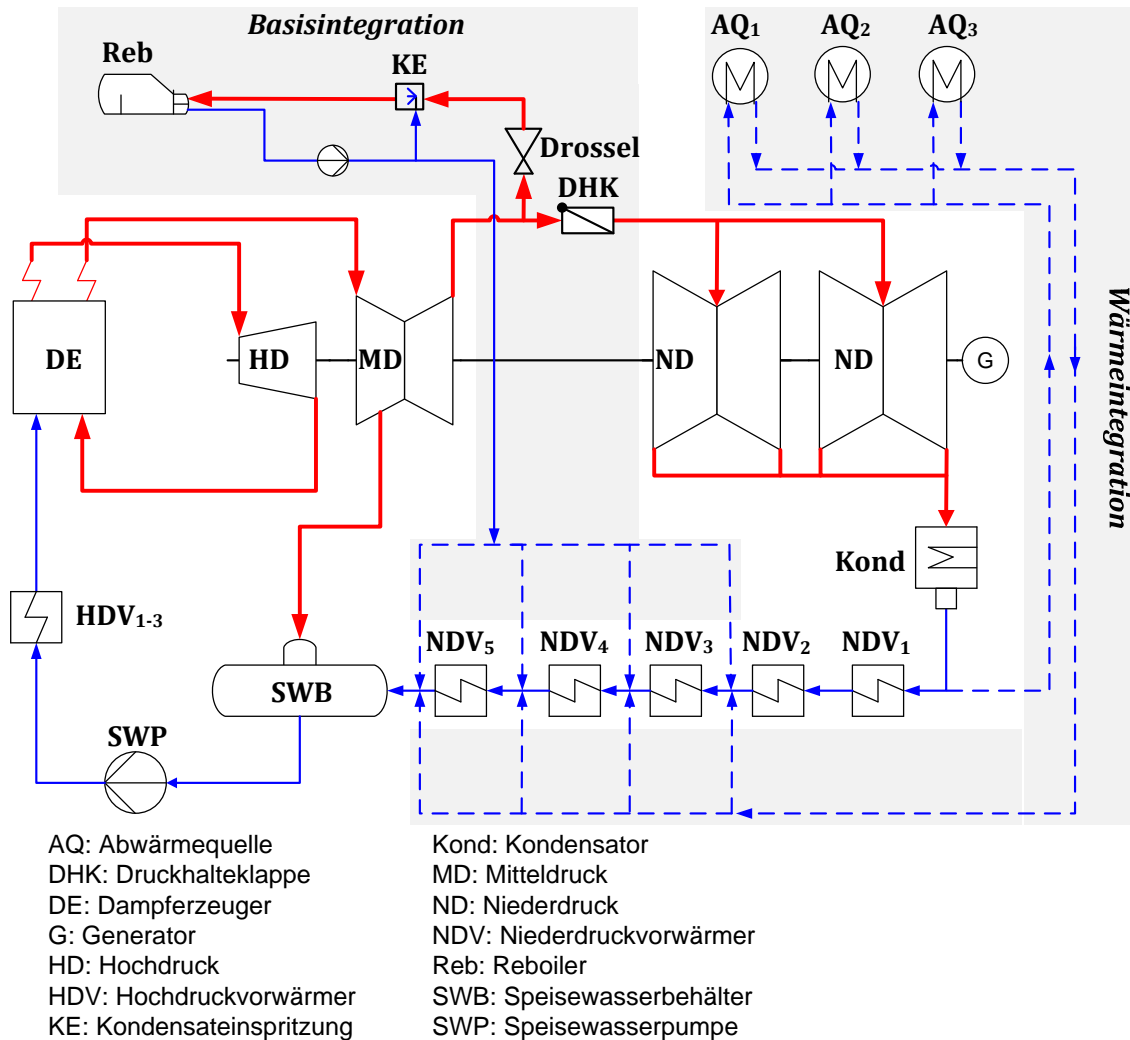 Basisintegration
AQ1
AQ2
AQ3
Reb
KE
Drossel
DHK
Wärmeintegration
DE
HD
MD
ND
ND
G
Kond
HDV1-3
NDV5
NDV4
NDV3
NDV2
NDV1
SWB
SWP
AQ: Abwärmequelle
DHK: Druckhalteklappe
DE: Dampferzeuger
G: Generator
HD: Hochdruck
HDV: Hochdruckvorwärmer
KE: Kondensateinspritzung
Kond: Kondensator
MD: Mitteldruck
ND: Niederdruck
NDV: Niederdruckvorwärmer
Reb: Reboiler
SWB: Speisewasserbehälter
SWP: Speisewasserpumpe